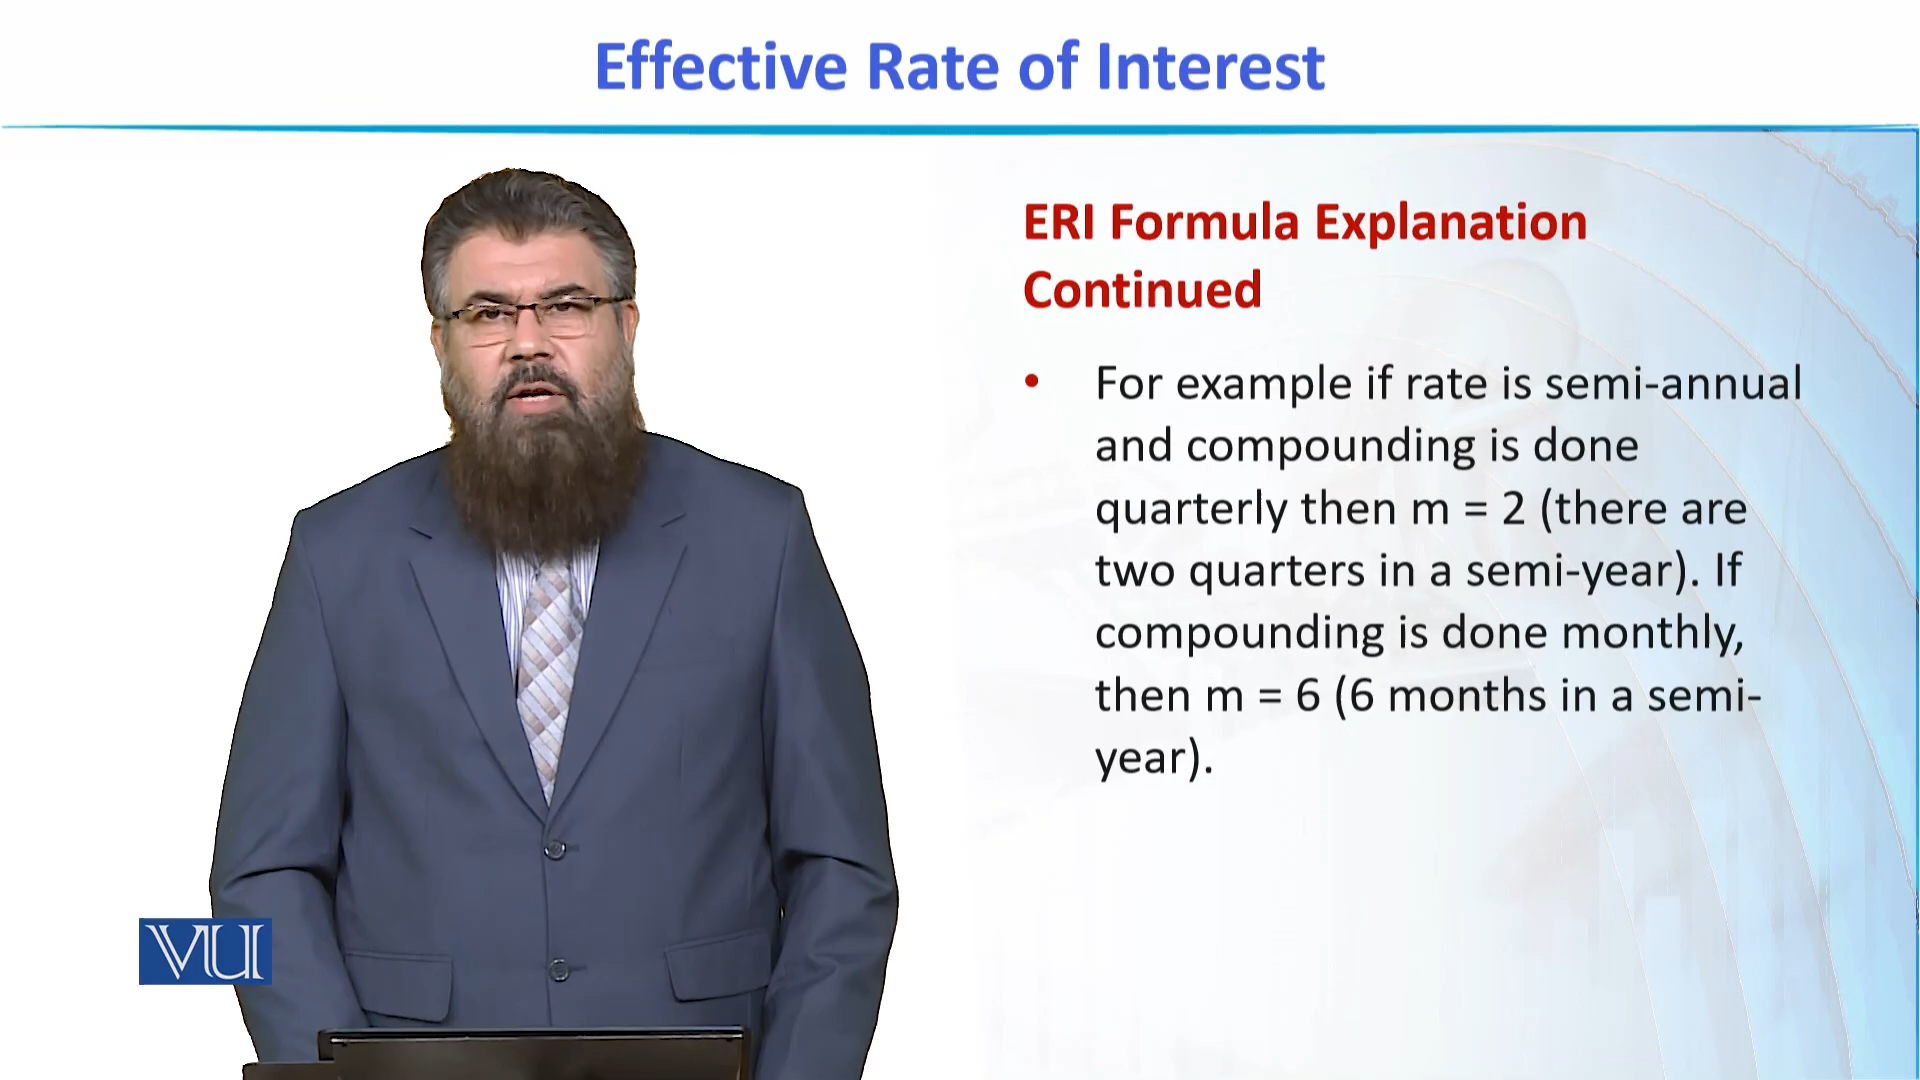 Effective Rate of Interest
ERI Formula Explanation
Continued
• For example if rate is semi-annual
and compounding is done
quarterly then m = 2 (there are
two quarters in a semi-year). If
compounding is done monthly,
then m = 6 (6 months in a semi-
year).
VU